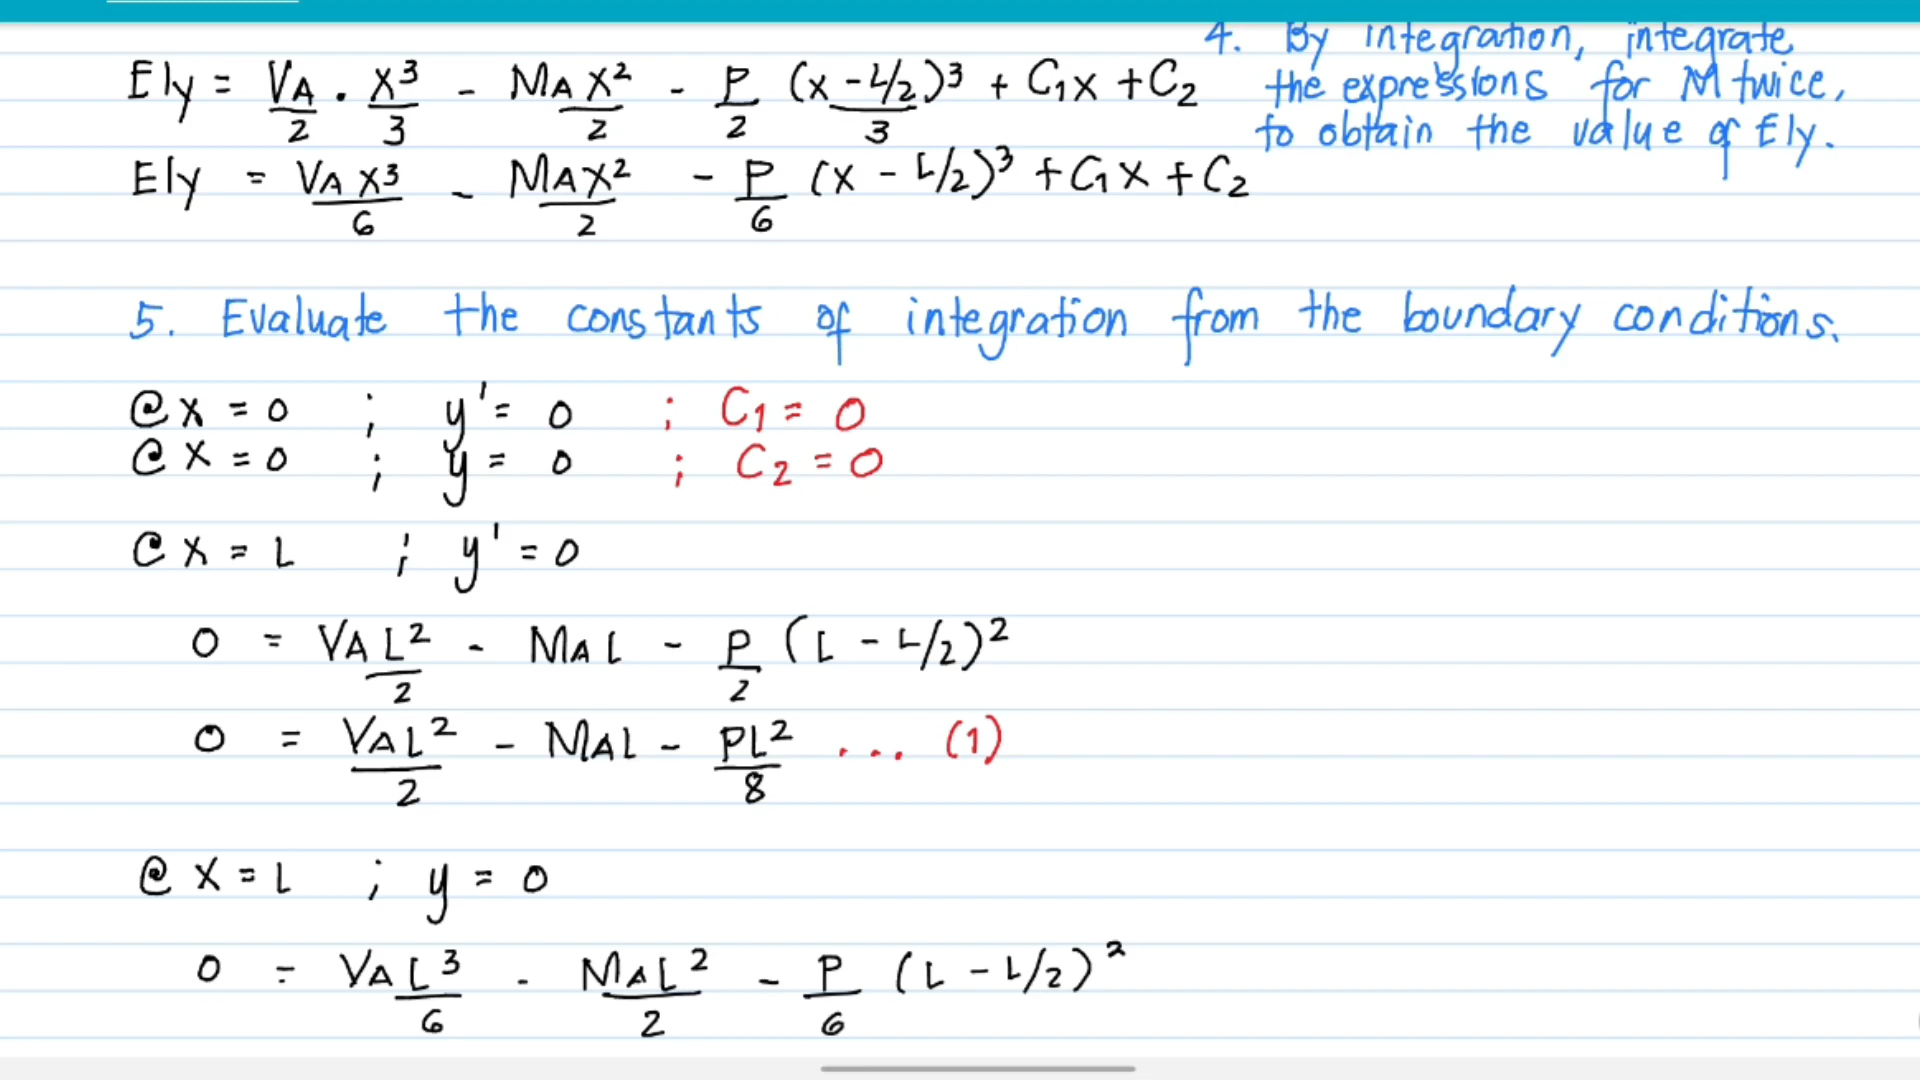 4. By integration, integrate
the expressions for M twice,
to obtain the value of EIy.
EIy = VA/2 . x³/3 - MAx²/2 - P/2 (x - L/2)³/3 + C₁x + C₂
EIy = VAx³/6 - MAx²/2 - P/6 (x - L/2)³ + C₁x + C₂
5. Evaluate the constants of integration from the boundary conditions.
@ x = 0 ; y' = 0 ; C₁ = 0
@ x = 0 ; y = 0 ; C₂ = 0
@ x = L ; y' = 0
0 = VAL²/2 - MAL - P/2 (L - L/2)²
0 = VAL²/2 - MAL - PL²/8 ... (1)
@ x = L ; y = 0
0 = VAL³/6 - MAL²/2 - P/6 (L - L/2)²